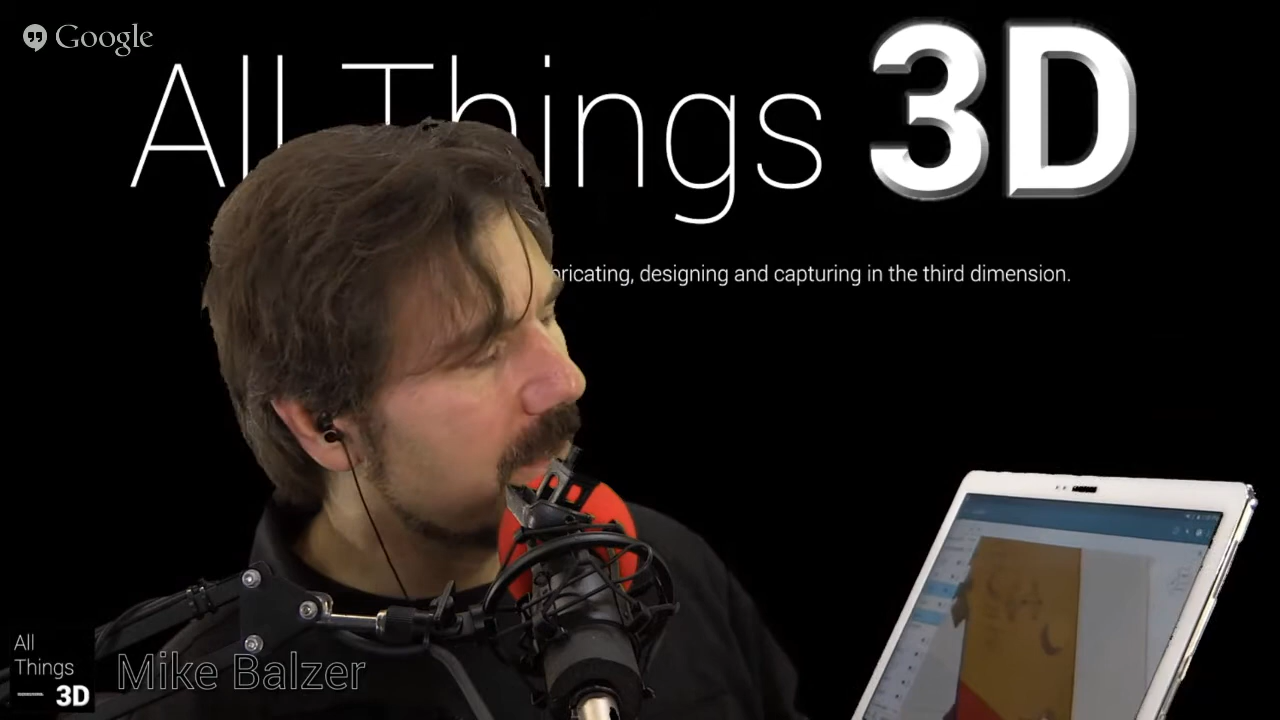 Google
All Things 3D
bricating, designing and capturing in the third dimension.
All
Things
3D
Mike Balzer